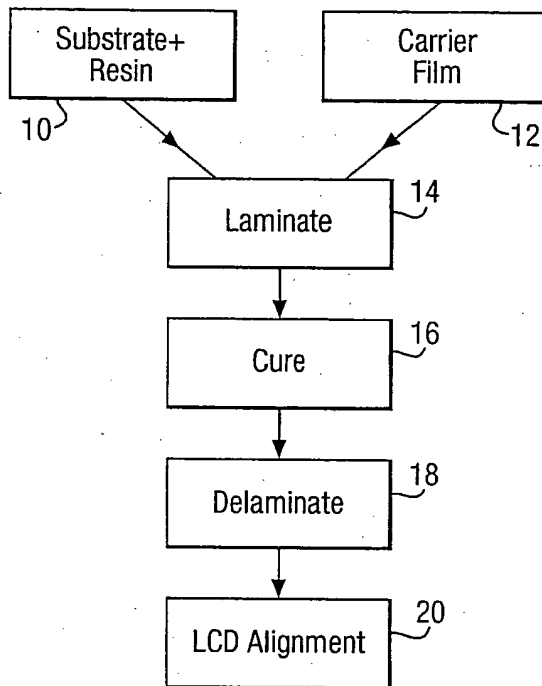 Substrate+
Resin
Carrier
Film
10
12
Laminate
14
Cure
16
Delaminate
18
LCD Alignment
20